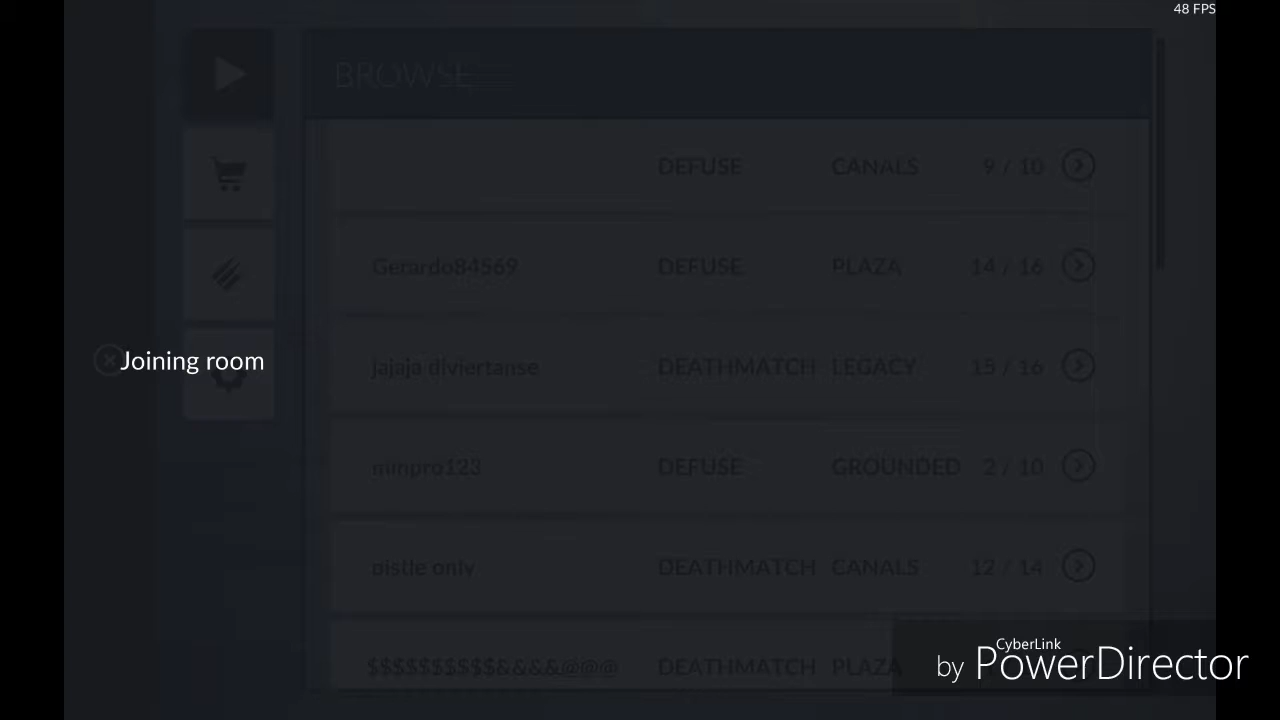 48 FPS
BROWSE
DEFUSE CANALS 9 / 10
Gerardo84569 DEFUSE PLAZA 14 / 16
jajaja diviertanse DEATHMATCH LEGACY 15 / 16
Joining room
DEFUSE GROUNDED 2 / 10
only DEATHMATCH CANALS 12 / 14
$$$$$$$$$$&&&&@@@ DEATHMATCH PLAZA
by CyberLink PowerDirector